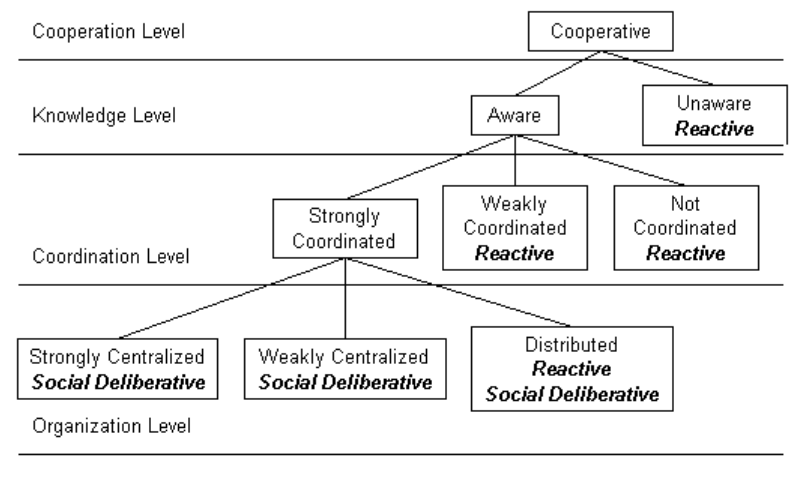 Cooperation Level
Cooperative
Knowledge Level
Aware
Unaware
Reactive
Coordination Level
Strongly
Coordinated
Weakly
Coordinated
Reactive
Not
Coordinated
Reactive
Strongly Centralized
Social Deliberative
Weakly Centralized
Social Deliberative
Distributed
Reactive
Social Deliberative
Organization Level